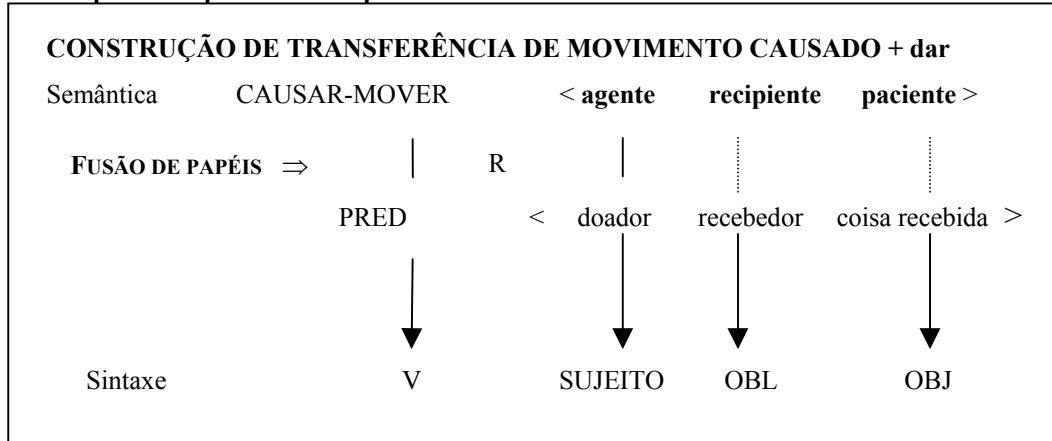 CONSTRUÇÃO DE TRANSFERÊNCIA DE MOVIMENTO CAUSADO + dar
Semântica CAUSAR-MOVER < agente recipiente paciente >
FUSÃO DE PAPÉIS ⇒ R
PRED < doador recebedor coisa recebida >
Sintaxe V SUJEITO OBL OBJ